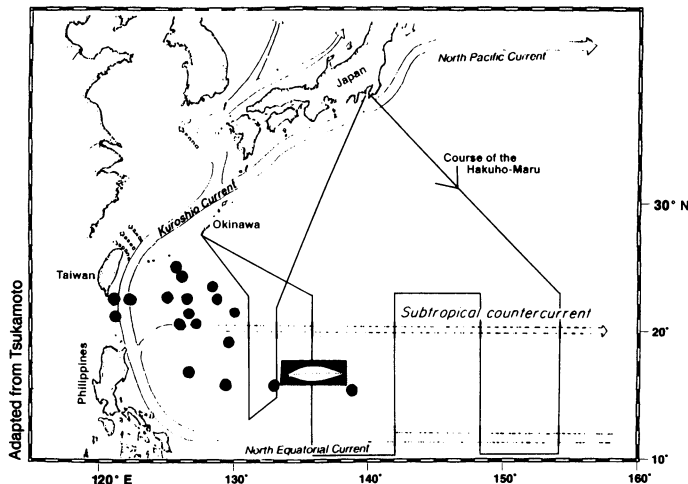 North Pacific Current
Japan
Course of the
Hakuho-Maru
Kuroshio Current
30° N
Okinawa
Taiwan
Subtropical countercurrent
20°
Philippines
Adapted from Tsukamoto
North Equatorial Current
10°
120° E
130°
140°
150°
160°